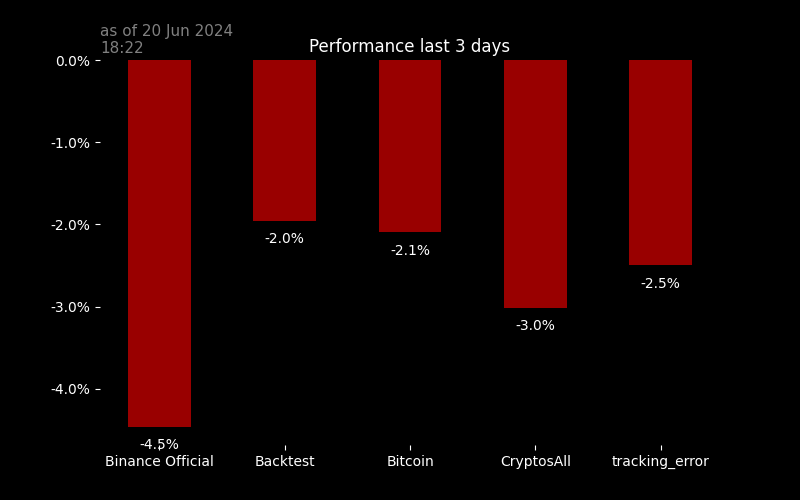 as of 20 Jun 2024
18:22
Performance last 3 days
0.0%
-1.0%
-2.0%
-3.0%
-4.0%
-4.5%
-2.0%
-2.1%
-3.0%
-2.5%
Binance Official
Backtest
Bitcoin
CryptosAll
tracking_error